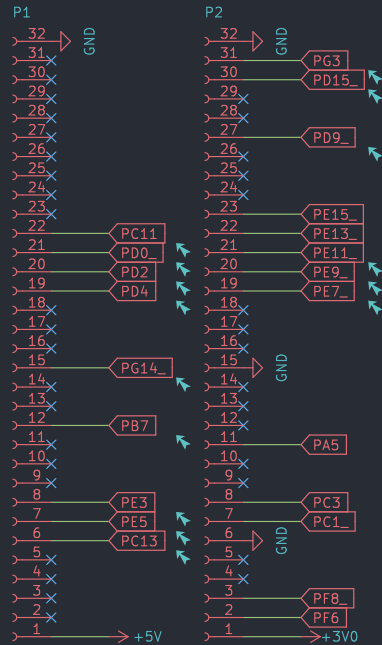 P1 P2
32 GND 32 GND
31 31 PG3
30 30 PD15_
29 29
28 28
27 27 PD9_
26 26
25 25
24 24
23 23 PE15_
22 PC11 22 PE13_
21 PD0_ 21 PE11_
20 PD2 20 PE9_
19 PD4 19 PE7_
18 18
17 17
16 16
15 PG14_ 15 GND
14 14
13 13
12 PB7 12
11 11 PA5
10 10
9 9
8 PE3 8 PC3
7 PE5 7 PC1_
6 PC13 6 GND
5 5
4 4
3 3 PF8_
2 2 PF6
1 +5V 1 +3V0